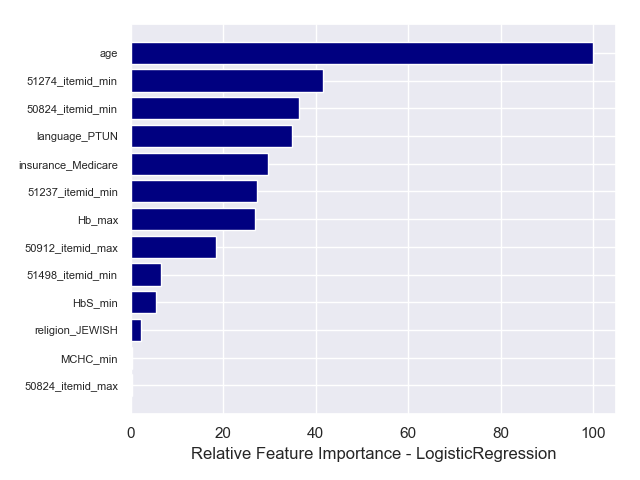 age
51274_itemid_min
50824_itemid_min
language_PTUN
insurance_Medicare
51237_itemid_min
Hb_max
50912_itemid_max
51498_itemid_min
HbS_min
religion_JEWISH
MCHC_min
50824_itemid_max
0 20 40 60 80 100
Relative Feature Importance - LogisticRegression